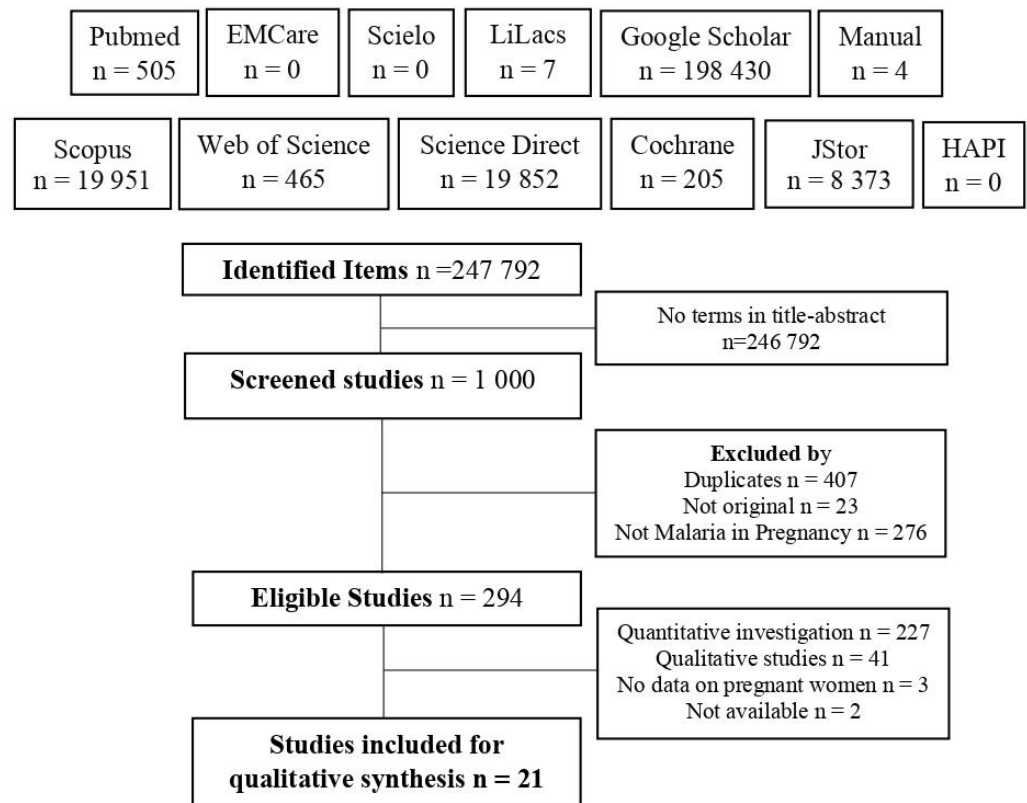 Pubmed
n = 505
EMCare
n = 0
Scielo
n = 0
LiLacs
n = 7
Google Scholar
n = 198 430
Manual
n = 4
Scopus
n = 19 951
Web of Science
n = 465
Science Direct
n = 19 852
Cochrane
n = 205
JStor
n = 8 373
HAPI
n = 0
Identified Items n =247 792
No terms in title-abstract
n=246 792
Screened studies n = 1 000
Excluded by
Duplicates n = 407
Not original n = 23
Not Malaria in Pregnancy n = 276
Eligible Studies n = 294
Quantitative investigation n = 227
Qualitative studies n = 41
No data on pregnant women n = 3
Not available n = 2
Studies included for
qualitative synthesis n = 21